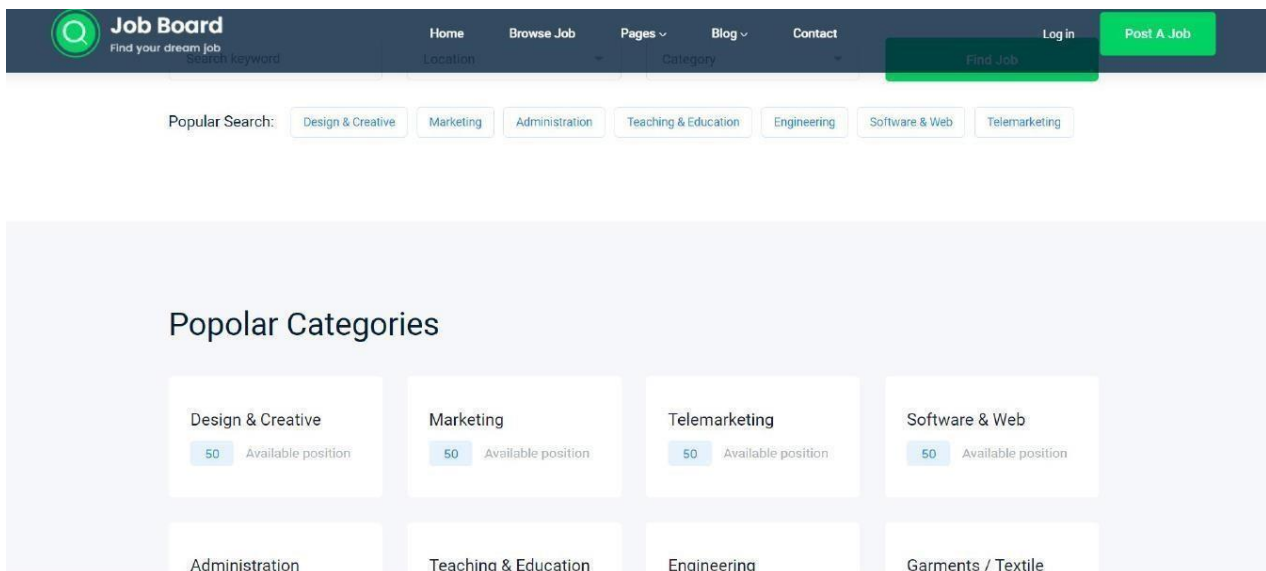 Job Board
Find your dream job
Home Browse Job Pages Blog Contact Log in Post A Job
Search keyword Location Category Find Job
Popular Search: Design & Creative Marketing Administration Teaching & Education Engineering Software & Web Telemarketing
Popolar Categories
Design & Creative Marketing Telemarketing Software & Web
50 Available position 50 Available position 50 Available position 50 Available position
Administration Teaching & Education Engineering Garments / Textile